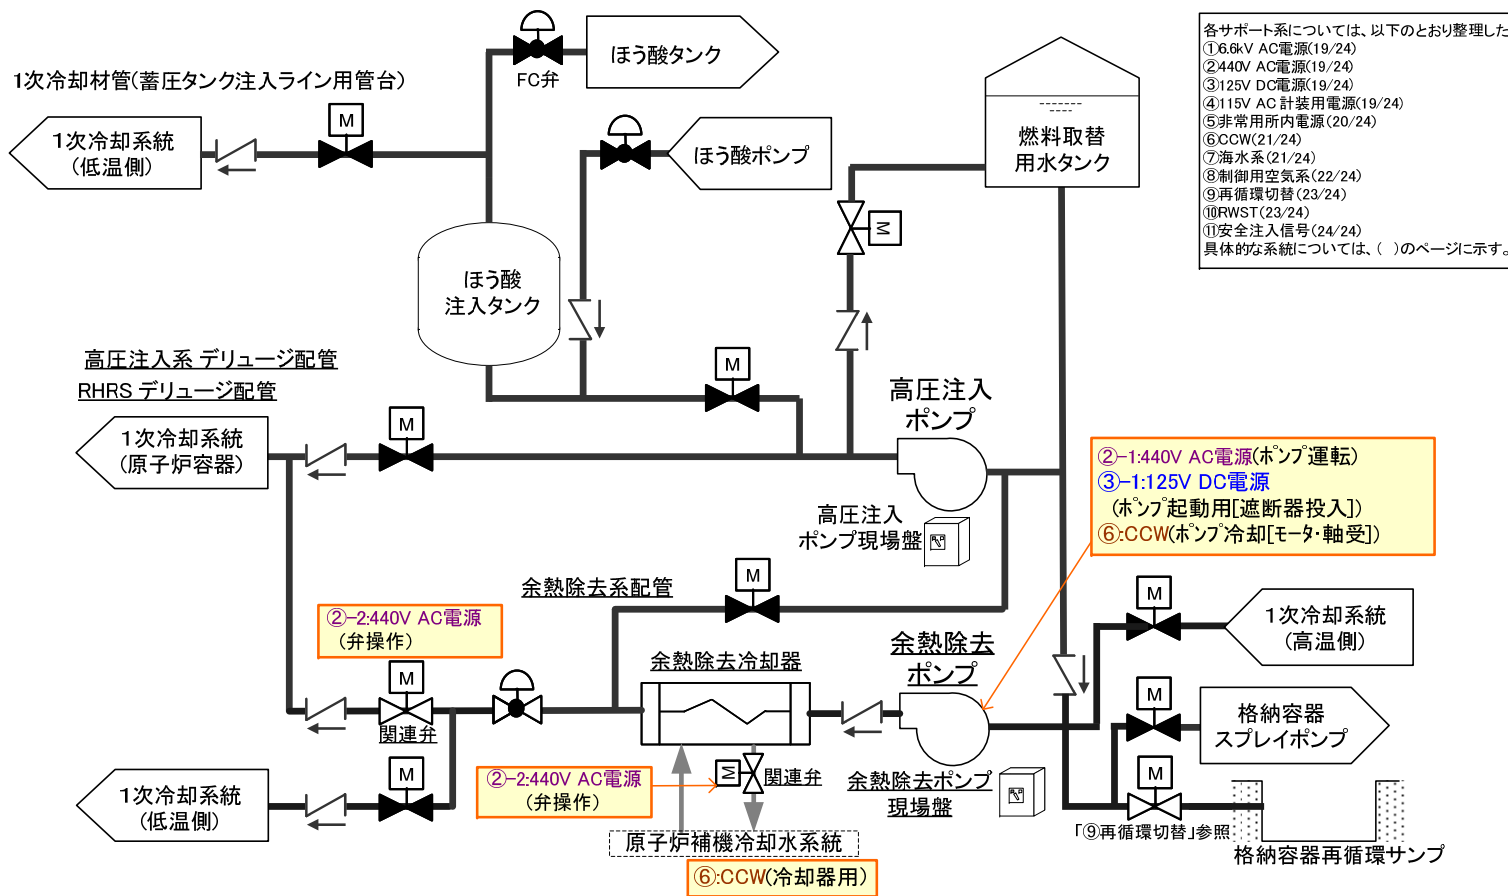 各サポート系については、以下のとおり整理した
①6.6kV AC電源(19/24)
②440V AC電源(19/24)
③125V DC電源(19/24)
④115V AC 計装用電源(19/24)
⑤非常用所内電源(20/24)
⑥CCW(21/24)
⑦海水系(21/24)
⑧制御用空気系(22/24)
⑨再循環切替(23/24)
⑩RWST(23/24)
⑪安全注入信号(24/24)
具体的な系統については、( )のページに示す。
ほう酸タンク
FC弁
1次冷却材管(蓄圧タンク注入ライン用管台)
M
1次冷却系統
(低温側)
ほう酸ポンプ
燃料取替
用水タンク
M
ほう酸
注入タンク
高圧注入系 デリュージ配管
RHRS デリュージ配管
M
高圧注入
ポンプ
M
1次冷却系統
(原子炉容器)
高圧注入
ポンプ現場盤
②-1:440V AC電源(ポンプ運転)
③-1:125V DC電源
(ポンプ起動用[遮断器投入])
⑥:CCW(ポンプ冷却[モータ・軸受])
余熱除去系配管
M
②-2:440V AC電源
(弁操作)
M
1次冷却系統
(高温側)
余熱除去冷却器
余熱除去
ポンプ
M
関連弁
M
格納容器
スプレイポンプ
M
関連弁
②-2:440V AC電源
(弁操作)
余熱除去ポンプ
現場盤
M
1次冷却系統
(低温側)
M
「⑨再循環切替」参照
原子炉補機冷却水系統
格納容器再循環サンプ
⑥:CCW(冷却器用)